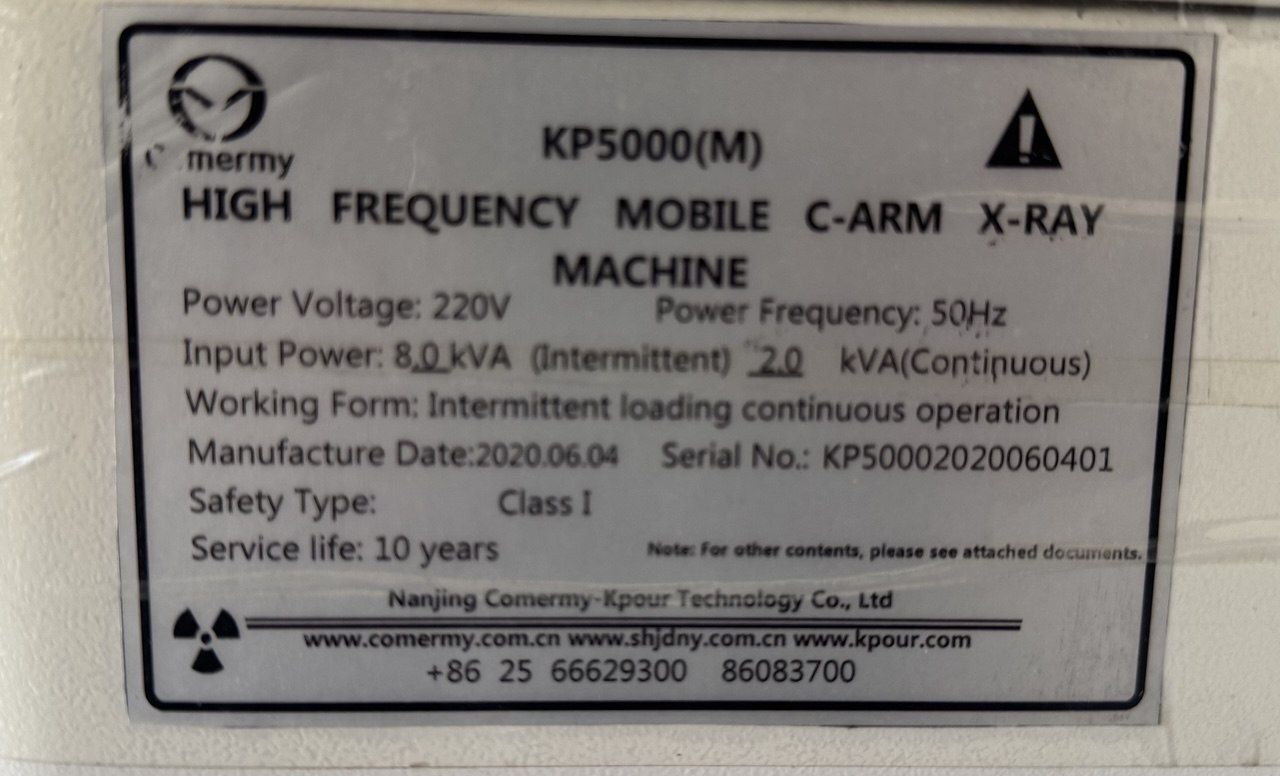 mermy
KP5000(M)
HIGH FREQUENCY MOBILE C-ARM X-RAY
MACHINE
Power Voltage: 220V Power Frequency: 50Hz
Input Power: 8.0 kVA (Intermittent) 2.0 kVA(Continuous)
Working Form: Intermittent loading continuous operation
Manufacture Date:2020.06.04 Serial No.: KP50002020060401
Safety Type: Class I
Service life: 10 years Note: For other contents, please see attached documents.
Nanjing Comermy-Kpour Technology Co., Ltd
www.comermy.com.cn www.shjdny.com.cn www.kpour.com
+86 25 66629300 86083700